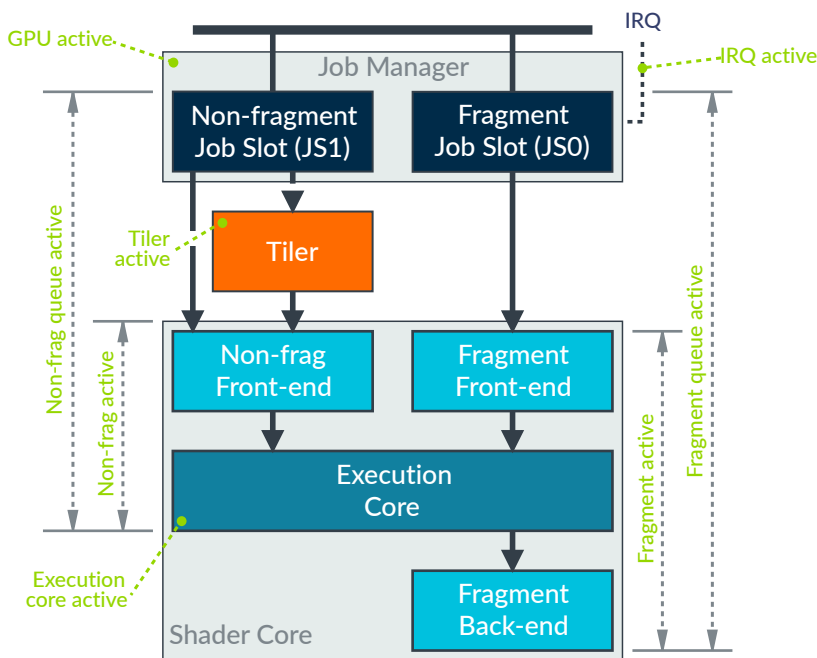 IRQ
GPU active
IRQ active
Job Manager
Non-fragment
Job Slot (JS1)
Fragment
Job Slot (JS0)
Tiler
active
Tiler
Non-frag queue active
Non-frag active
Fragment queue active
Fragment active
Non-frag
Front-end
Fragment
Front-end
Execution
Core
Execution
core active
Fragment
Back-end
Shader Core